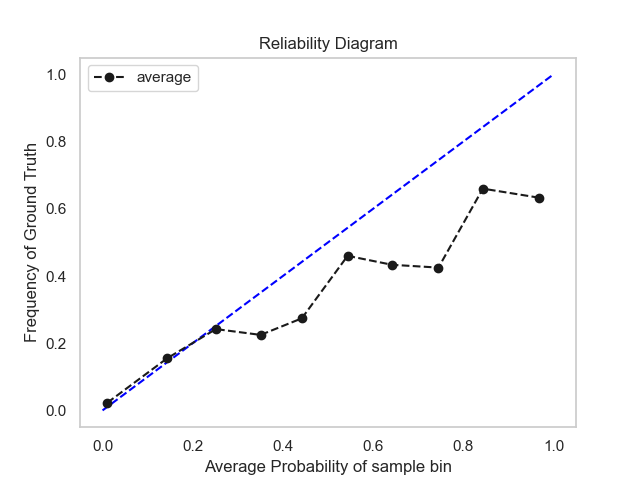 Reliability Diagram
average
Frequency of Ground Truth
1.0
0.8
0.6
0.4
0.2
0.0
0.0 0.2 0.4 0.6 0.8 1.0
Average Probability of sample bin